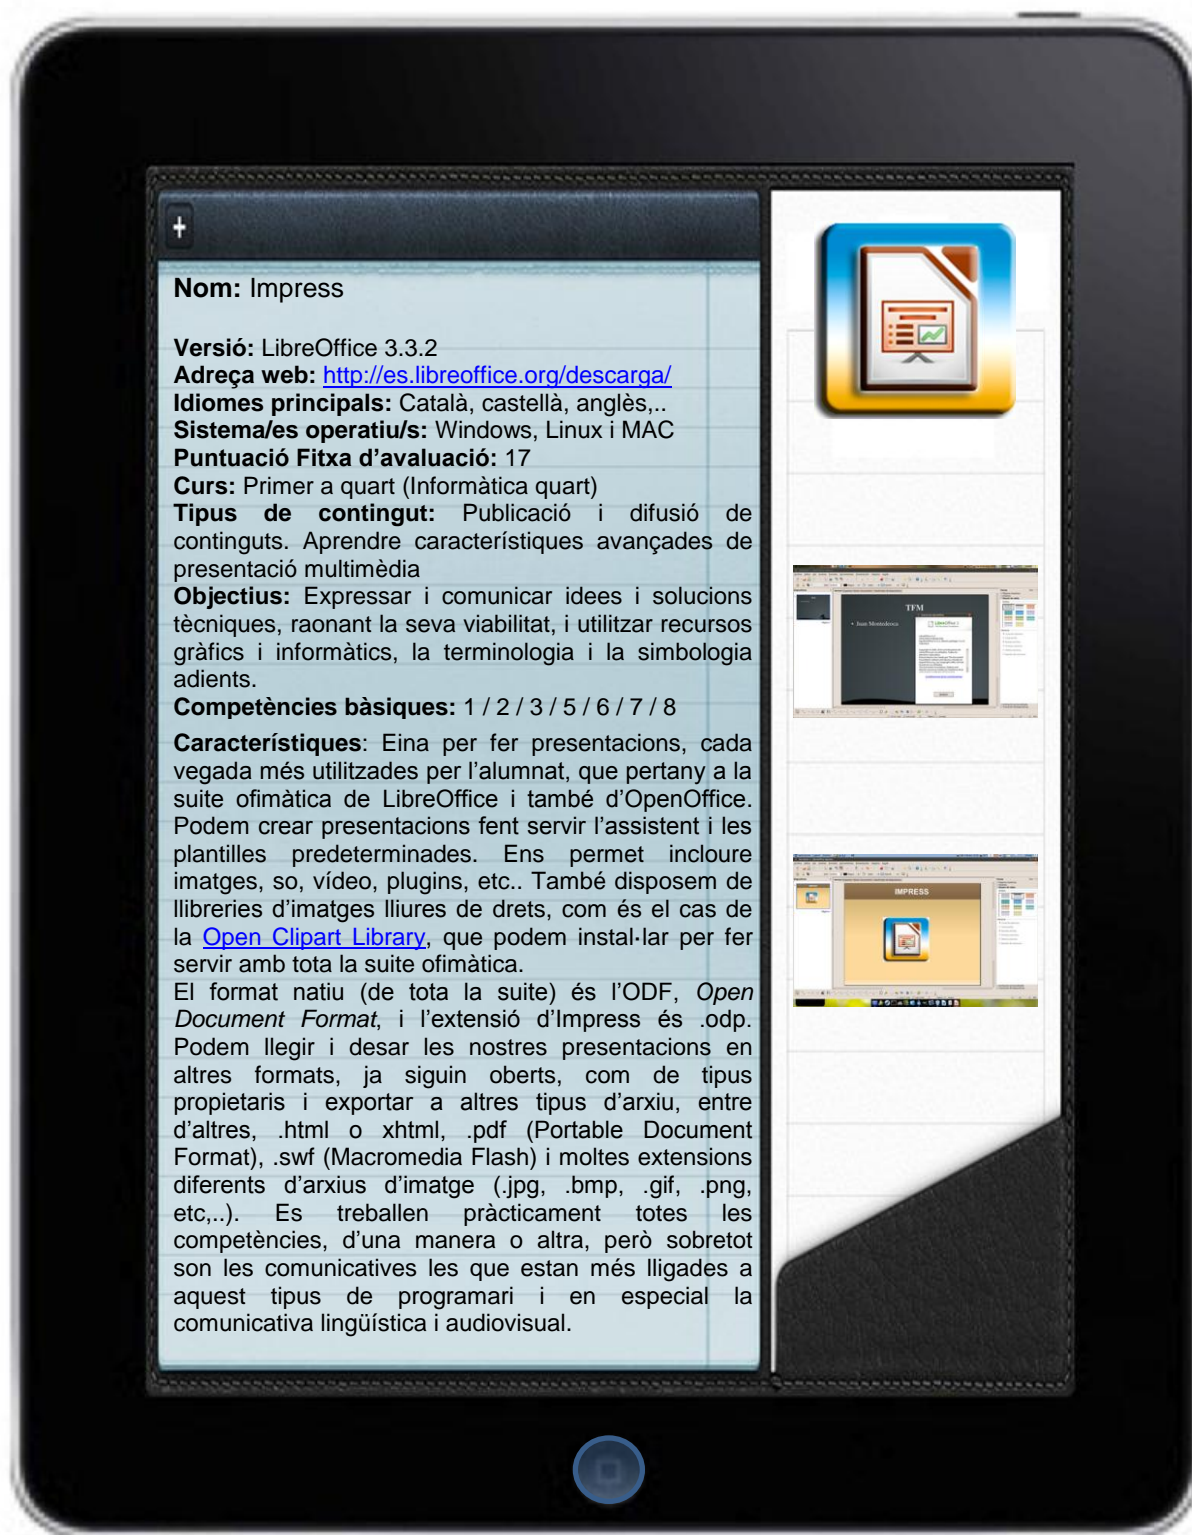 Nom: Impress
Versió: LibreOffice 3.3.2
Adreça web: http://es.libreoffice.org/descarga/
Idiomes principals: Català, castellà, anglès,..
Sistema/es operatiu/s: Windows, Linux i MAC
Puntuació Fitxa d’avaluació: 17
Curs: Primer a quart (Informàtica quart)
Tipus de contingut: Publicació i difusió de
continguts. Aprendre característiques avançades de
presentació multimèdia
Objectius: Expressar i comunicar idees i solucions
tècniques, raonant la seva viabilitat, i utilitzar recursos
gràfics i informàtics, la terminologia i la simbologia
adients.
Competències bàsiques: 1 / 2 / 3 / 5 / 6 / 7 / 8
Característiques: Eina per fer presentacions, cada
vegada més utilitzades per l’alumnat, que pertany a la
suite ofimàtica de LibreOffice i també d’OpenOffice.
Podem crear presentacions fent servir l’assistent i les
plantilles predeterminades. Ens permet incloure
imatges, so, vídeo, plugins, etc.. També disposem de
llibreries d’imatges lliures de drets, com és el cas de
la Open Clipart Library, que podem instal·lar per fer
servir amb tota la suite ofimàtica.
El format natiu (de tota la suite) és l’ODF, Open
Document Format, i l’extensió d’Impress és .odp.
Podem llegir i desar les nostres presentacions en
altres formats, ja siguin oberts, com de tipus
propietaris i exportar a altres tipus d’arxiu, entre
d’altres, .html o xhtml, .pdf (Portable Document
Format), .swf (Macromedia Flash) i moltes extensions
diferents d’arxius d’imatge (.jpg, .bmp, .gif, .png,
etc,..). Es treballen pràcticament totes les
competències, d’una manera o altra, però sobretot
son les comunicatives les que estan més lligades a
aquest tipus de programari i en especial la
comunicativa lingüística i audiovisual.
TFM
LibreOffice
IMPRESS